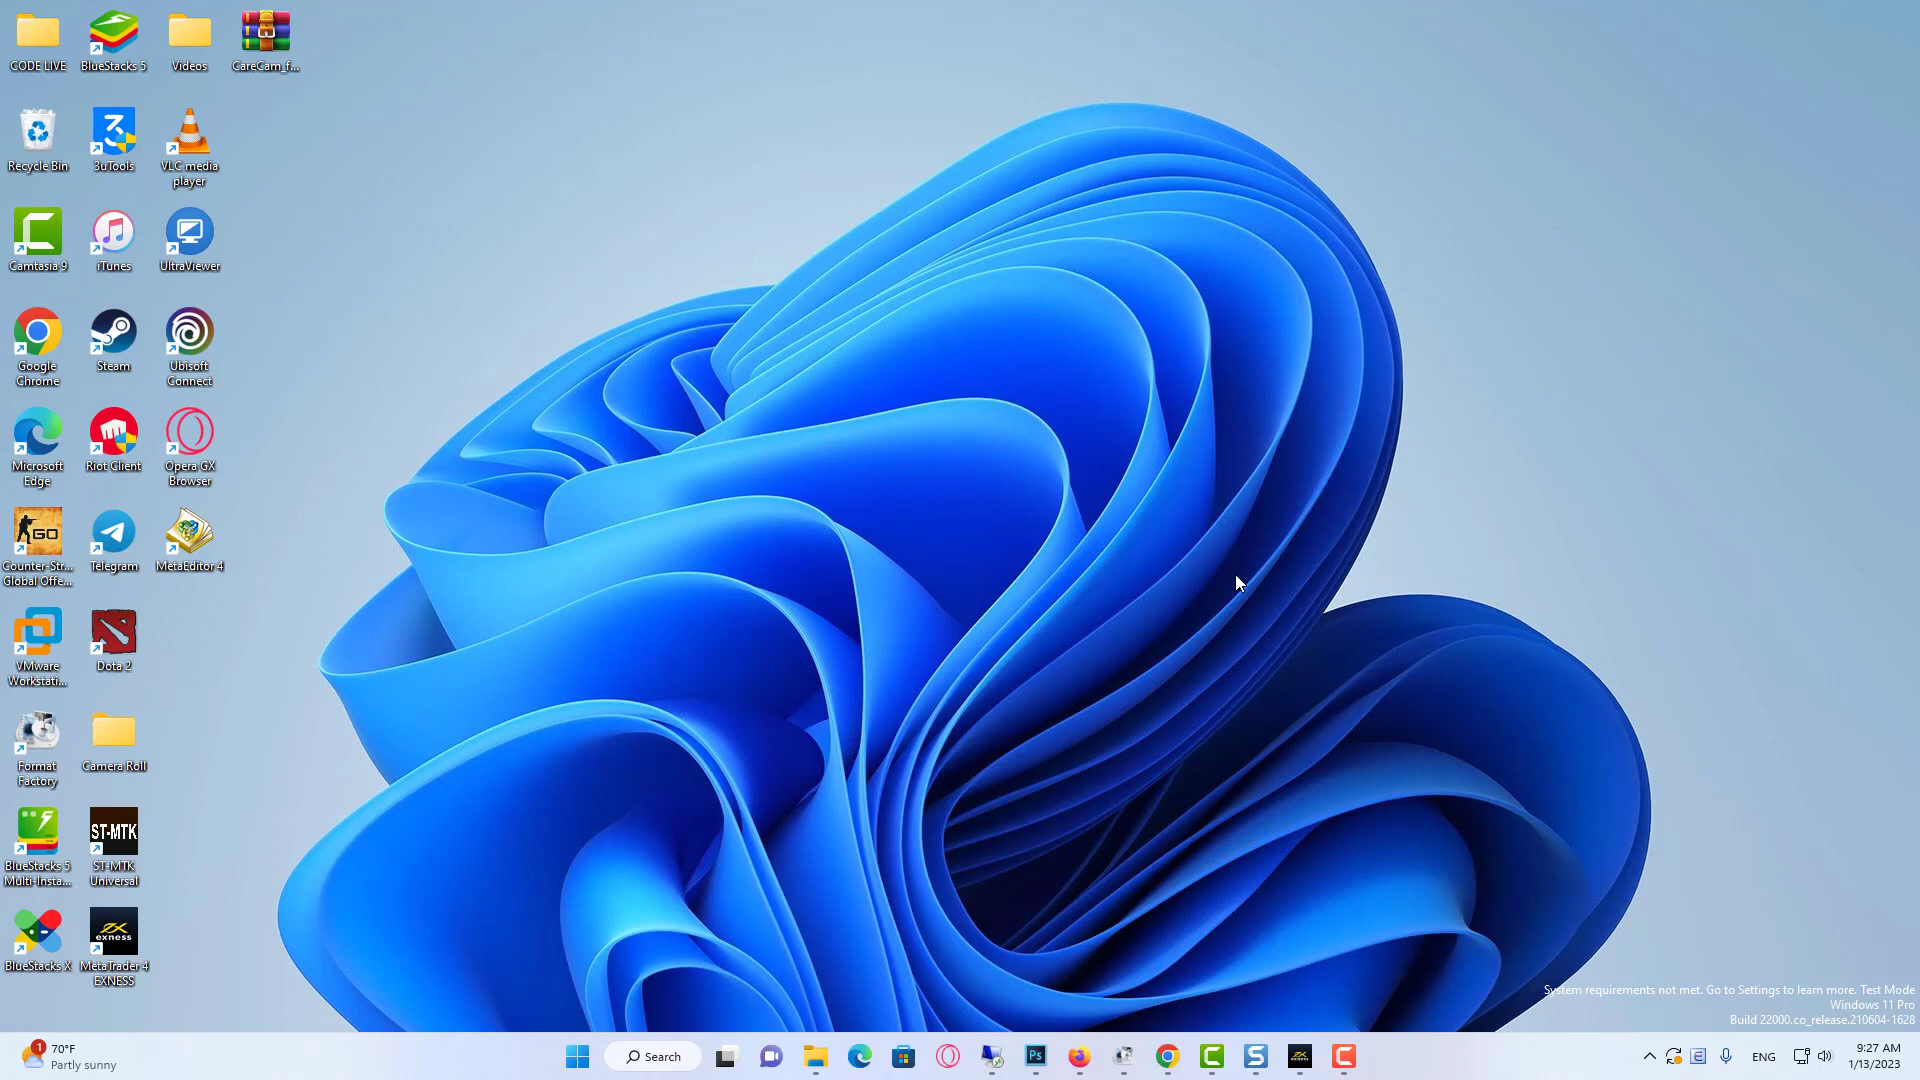 CODE LIVE
BlueStacks 5
Videos
CareCam_f...
Recycle Bin
3uTools
VLC media
player
Camtasia 9
iTunes
UltraViewer
Google
Chrome
Steam
Ubisoft
Connect
Microsoft
Edge
Riot Client
Opera GX
Browser
GO
Counter-Str...
Global Offe...
Telegram
MetaEditor 4
VMware
Workstati...
Dota 2
Format
Factory
Camera Roll
BlueStacks 5
Multi-Insta...
ST-MTK
ST-MTK
Universal
BlueStacks X
exness
MetaTrader 4
EXNESS
System requirements not met. Go to Settings to learn more. Test Mode
Windows 11 Pro
Build 22000.co_release.210604-1628
1
70°F
Partly sunny
Search
Ps
S
ENG
9:27 AM
1/13/2023